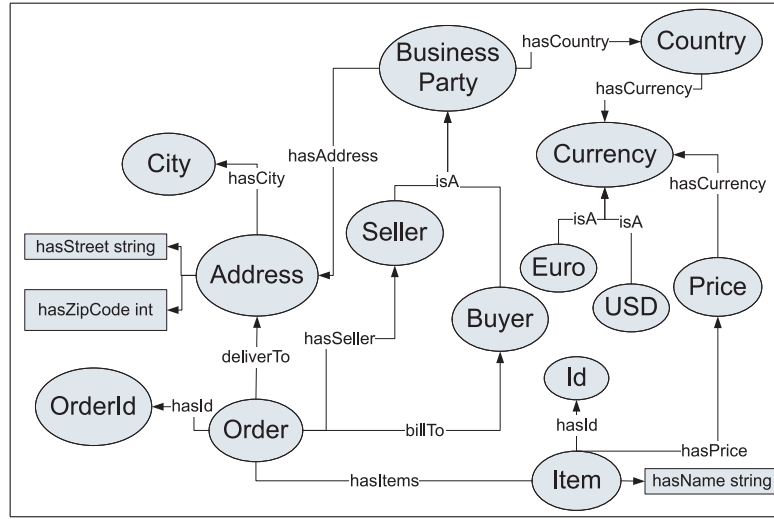 Business
Party
hasCountry
Country
hasCurrency
City
hasCity
hasAddress
isA
Currency
hasCurrency
hasStreet string
Address
Seller
isA
isA
Euro
USD
Price
hasZipCode int
Buyer
hasSeller
deliverTo
Id
OrderId
hasId
Order
billTo
hasId
hasPrice
hasItems
Item
hasName string